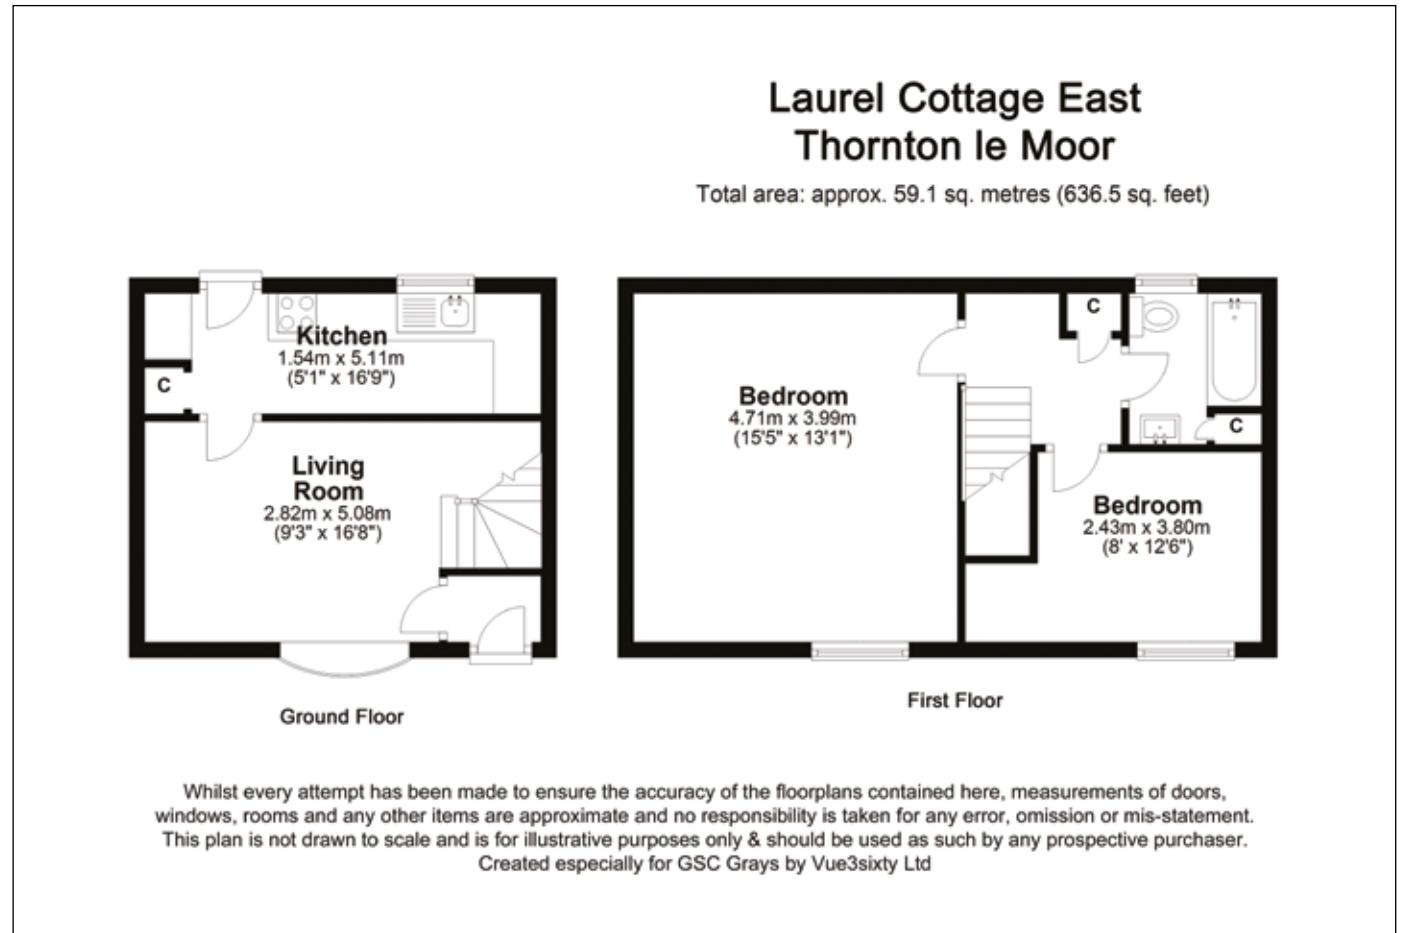 Laurel Cottage East
Thornton le Moor
Total area: approx. 59.1 sq. metres (636.5 sq. feet)
Kitchen
1.54m x 5.11m
(5'1" x 16'9")
C
Living
Room
2.82m x 5.08m
(9'3" x 16'8")
Ground Floor
C
Bedroom
4.71m x 3.99m
(15'5" x 13'1")
C
Bedroom
2.43m x 3.80m
(8' x 12'6")
First Floor
Whilst every attempt has been made to ensure the accuracy of the floorplans contained here, measurements of doors,
windows, rooms and any other items are approximate and no responsibility is taken for any error, omission or mis-statement.
This plan is not drawn to scale and is for illustrative purposes only & should be used as such by any prospective purchaser.
Created especially for GSC Grays by Vue3sixty Ltd